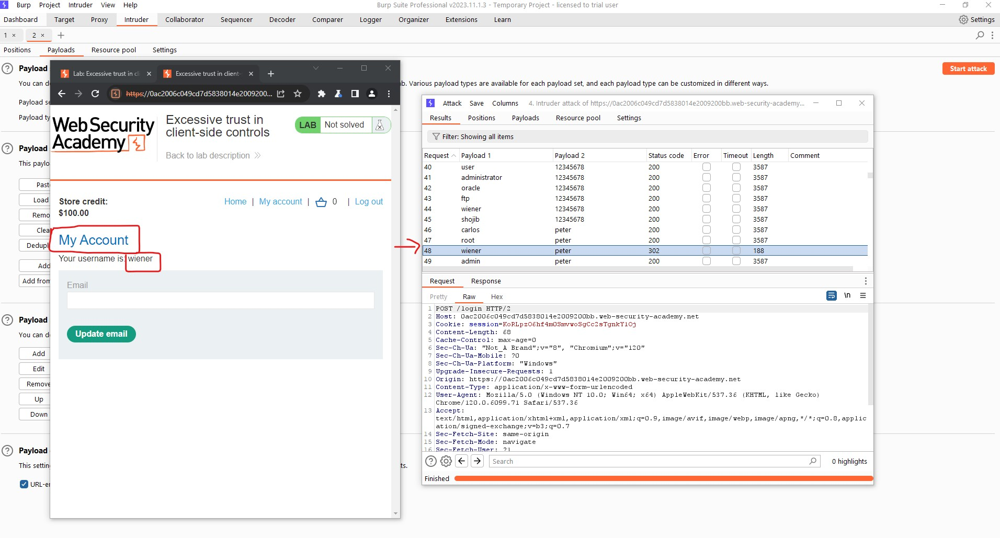 Burp Project Intruder View Help
Burp Suite Professional v2023.11.1.3 - Temporary Project - licensed to trial user
Dashboard Target Proxy Intruder Collaborator Sequencer Decoder Comparer Logger Organizer Extensions Learn Settings
1 × 2 × +
Positions Payloads Resource pool Settings
Payload
Start attack
You can d
b. Various payload types are available for each payload set, and each payload type can be customized in different ways.
Payload se
Payload ty
Payload
This paylo
Past
Load
Remo
Clea
Dedupl
Add
Add from
Payload
You can d
Add
Edit
Remove
Up
Down
Payload
This settin
ts.
URL-e
Lab: Excessive trust in cl × Excessive trust in client- × +
https://0ac2006c049cd7d5838014e2009200...
WebSecurity
Academy
Excessive trust in
client-side controls
Back to lab description
LAB Not solved
Store credit:
$100.00
Home | My account | 0 | Log out
My Account
Your username is: wiener
Email
Update email
Attack Save Columns 4. Intruder attack of https://0ac2006c049cd7d5838014e2009200bb.web-security-academy...
Results Positions Payloads Resource pool Settings
Filter: Showing all items
Request Payload 1 Payload 2 Status code Error Timeout Length Comment
40 user 12345678 200 3587
41 administrator 12345678 200 3587
42 oracle 12345678 200 3587
43 ftp 12345678 200 3587
44 wiener 12345678 200 3587
45 shojib 12345678 200 3587
46 carlos peter 200 3587
47 root peter 200 3587
48 wiener peter 302 188
49 admin peter 200 3587
Request Response
Pretty Raw Hex
\n
1 POST /login HTTP/2
2 Host: 0ac2006c049cd7d5838014e2009200bb.web-security-academy.net
3 Cookie: session=KoRLpzO6hf4m0SmvwoSgCc2sTgnkY1Oj
4 Content-Length: 68
5 Cache-Control: max-age=0
6 Sec-Ch-Ua: "Not_A Brand";v="8", "Chromium";v="120"
7 Sec-Ch-Ua-Mobile: ?0
8 Sec-Ch-Ua-Platform: "Windows"
9 Upgrade-Insecure-Requests: 1
10 Origin: https://0ac2006c049cd7d5838014e2009200bb.web-security-academy.net
11 Content-Type: application/x-www-form-urlencoded
12 User-Agent: Mozilla/5.0 (Windows NT 10.0; Win64; x64) AppleWebKit/537.36 (KHTML, like Gecko)
Chrome/120.0.6099.71 Safari/537.36
13 Accept:
text/html,application/xhtml+xml,application/xml;q=0.9,image/avif,image/webp,image/apng,*/*;q=0.8,applic
ation/signed-exchange;v=b3;q=0.7
14 Sec-Fetch-Site: same-origin
15 Sec-Fetch-Mode: navigate
16 Sec-Fetch-User: ?1
Search
0 highlights
Finished